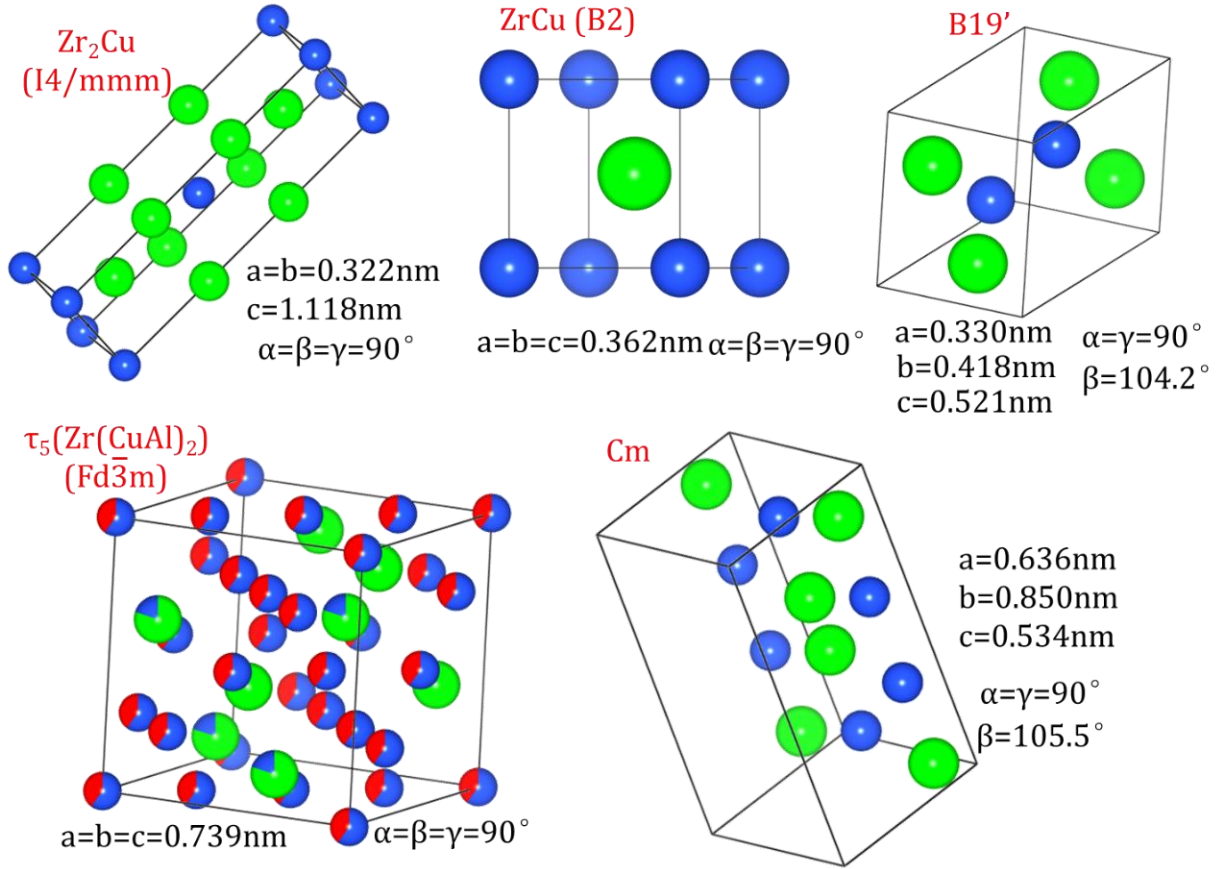 Zr₂Cu
(I4/mmm)
a=b=0.322nm
c=1.118nm
α=β=γ=90°
ZrCu (B2)
a=b=c=0.362nm α=β=γ=90°
B19’
a=0.330nm
b=0.418nm
c=0.521nm
α=γ=90°
β=104.2°
τ₅(Zr(CuAl)₂)
(Fd3̅m)
a=b=c=0.739nm
α=β=γ=90°
Cm
a=0.636nm
b=0.850nm
c=0.534nm
α=γ=90°
β=105.5°